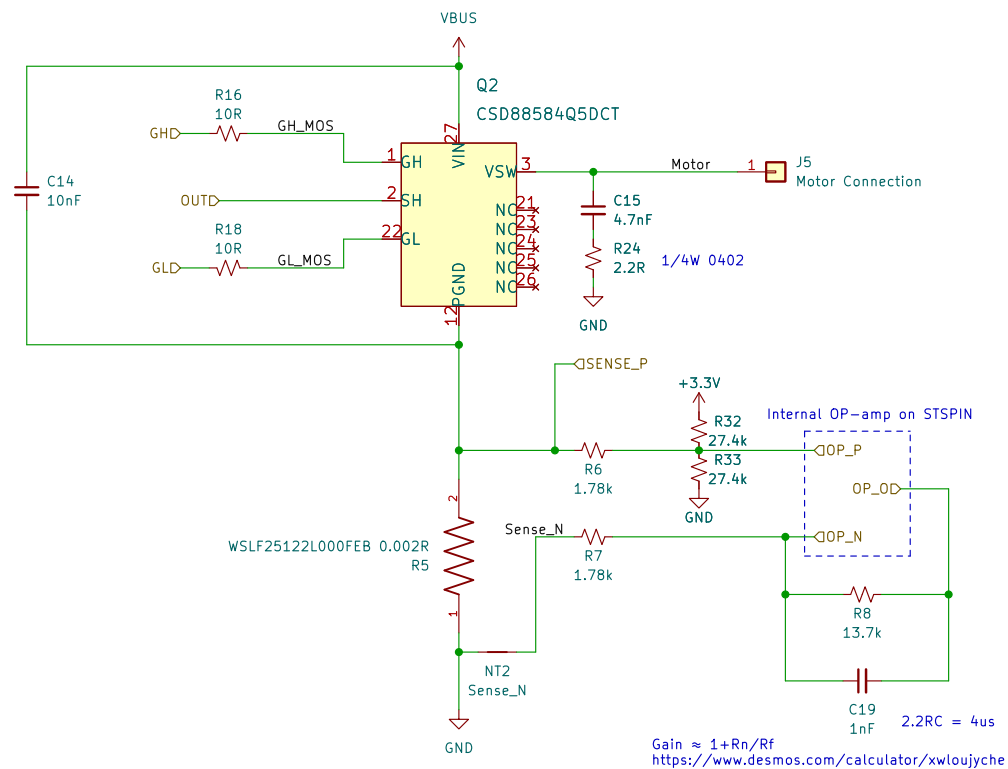 VBUS
Q2
CSD88584Q5DCT
R16
10R
GH
GH_MOS
27
VIN
1
GH
3
VSW
Motor
1
J5
Motor Connection
C14
10nF
OUT
2
SH
21
NC
23
NC
24
NC
25
NC
26
NC
C15
4.7nF
R18
10R
22
GL
GL
GL_MOS
R24
2.2R
1/4W 0402
PGND
12
GND
SENSE_P
+3.3V
R32
27.4k
R33
27.4k
GND
Internal OP-amp on STSPIN
OP_P
OP_O
OP_N
R6
1.78k
2
WSLF25122L000FEB 0.002R
R5
1
Sense_N
R7
1.78k
R8
13.7k
NT2
Sense_N
C19
1nF
2.2RC = 4us
GND
Gain ≈ 1+Rn/Rf
https://www.desmos.com/calculator/xwloujyche